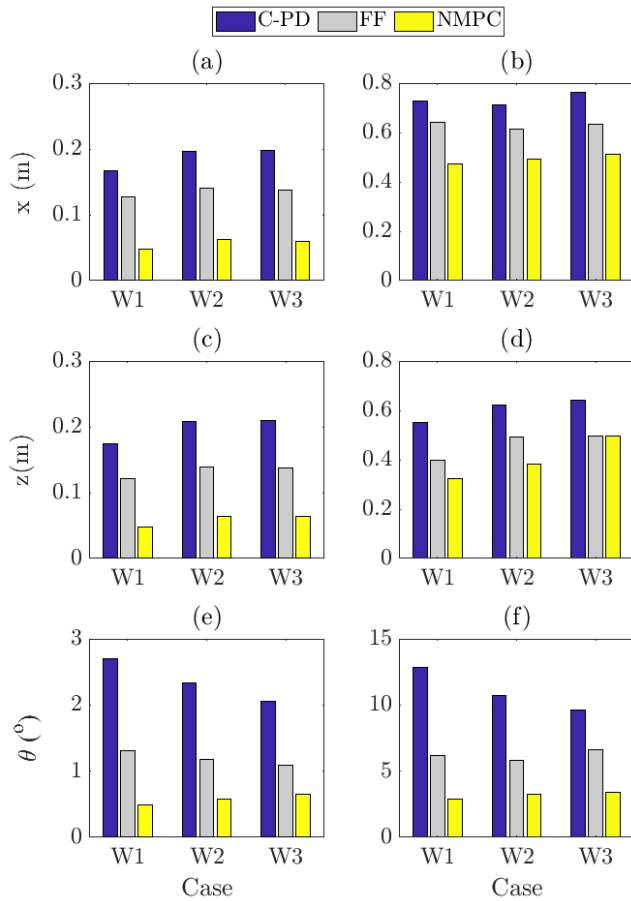 C-PD FF NMPC
(a) (b)
0.3
0.2
0.1
0
x (m)
W1 W2 W3
0.8
0.6
0.4
0.2
0
W1 W2 W3
(c) (d)
0.3
0.2
0.1
0
z(m)
W1 W2 W3
0.8
0.6
0.4
0.2
0
W1 W2 W3
(e) (f)
3
2
1
0
θ (°)
W1 W2 W3
Case
15
10
5
0
W1 W2 W3
Case